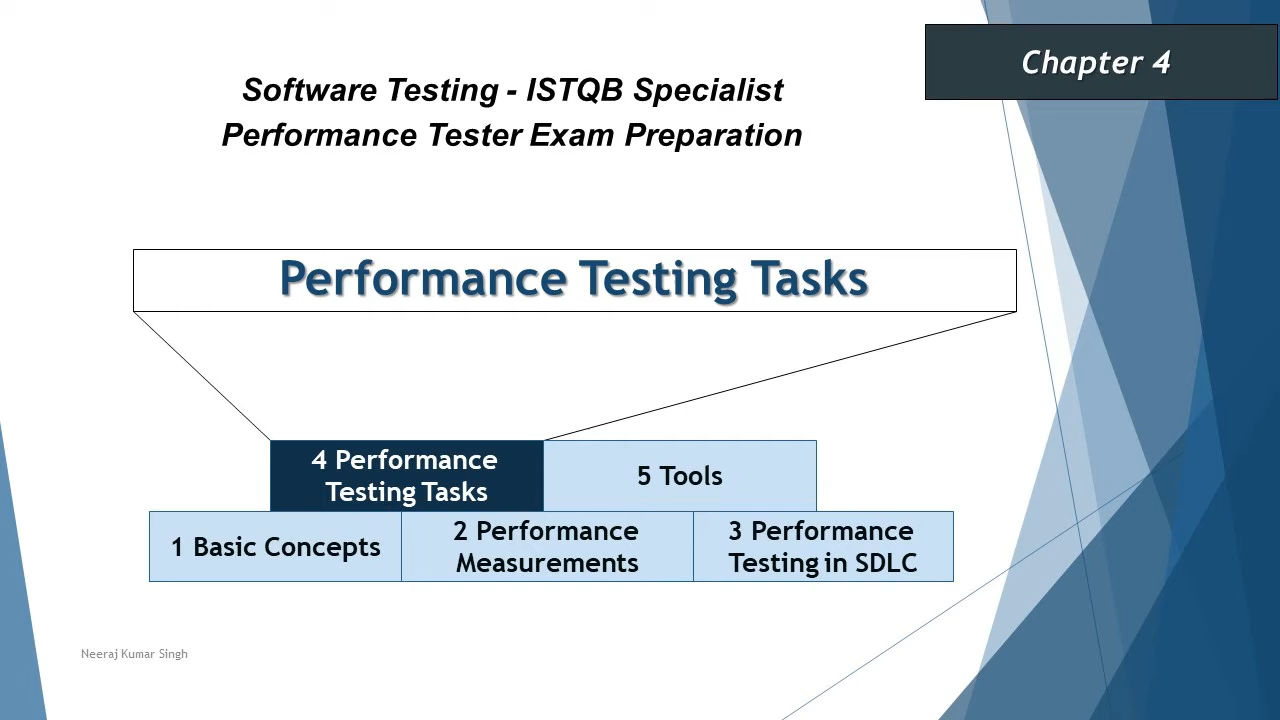 Chapter 4
Software Testing - ISTQB Specialist
Performance Tester Exam Preparation
Performance Testing Tasks
4 Performance
Testing Tasks
5 Tools
1 Basic Concepts
2 Performance
Measurements
3 Performance
Testing in SDLC
Neeraj Kumar Singh